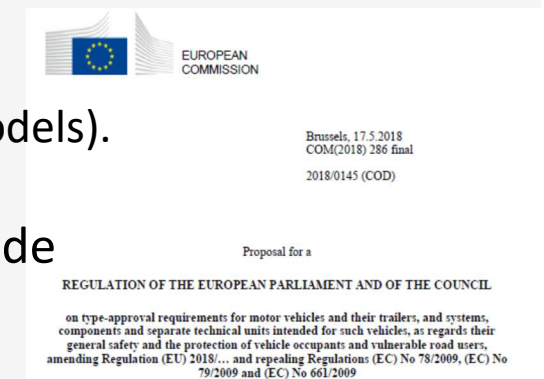 EUROPEAN
COMMISSION
odels).
Brussels, 17.5.2018
COM(2018) 286 final
2018/0145 (COD)
de
Proposal for a
REGULATION OF THE EUROPEAN PARLIAMENT AND OF THE COUNCIL
on type-approval requirements for motor vehicles and their trailers, and systems,
components and separate technical units intended for such vehicles, as regards their
general safety and the protection of vehicle occupants and vulnerable road users,
amending Regulation (EU) 2018/… and repealing Regulations (EC) No 78/2009, (EC) No
79/2009 and (EC) No 661/2009